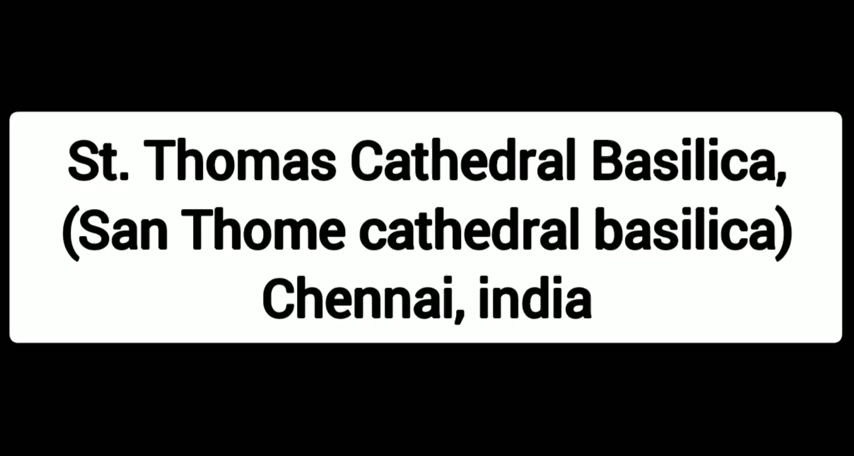 St. Thomas Cathedral Basilica,
(San Thome cathedral basilica)
Chennai, india